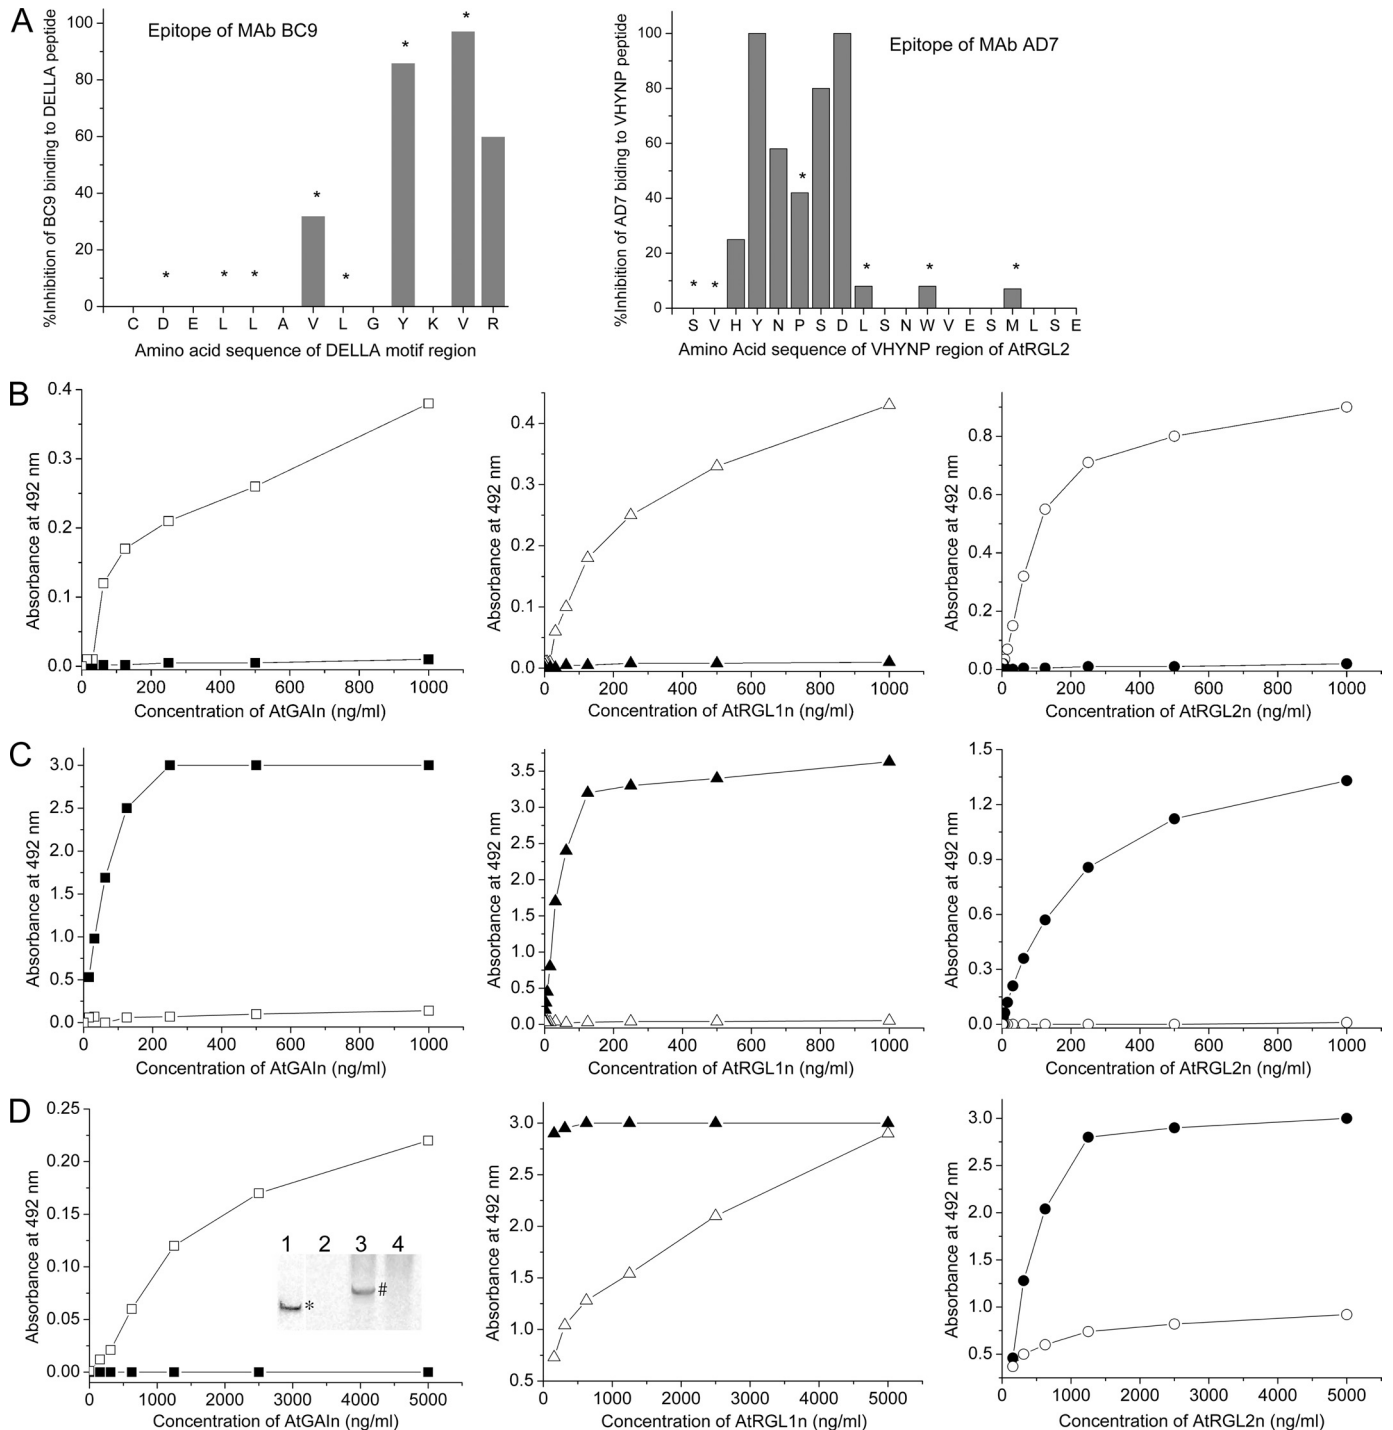 A
Epitope of MAb BC9
%Inhibition of BC9 binding to DELLA peptide
100
80
60
40
20
0
* * * * * * *
C D E L L A V L G Y K V R
Amino acid sequence of DELLA motif region
Epitope of MAb AD7
%Inhibition of AD7 biding to VHYNP peptide
100
80
60
40
20
0
* * * * * *
S V H Y N P S D L S N W V E S M L S E
Amino Acid sequence of VHYNP region of AtRGL2
B
Absorbance at 492 nm
0.4
0.3
0.2
0.1
0.0
0 200 400 600 800 1000
Concentration of AtGAIn (ng/ml)
Absorbance at 492 nm
0.4
0.3
0.2
0.1
0.0
0 200 400 600 800 1000
Concentration of AtRGL1n (ng/ml)
Absorbance at 492 nm
0.8
0.6
0.4
0.2
0.0
0 200 400 600 800 1000
Concentration of AtRGL2n (ng/ml)
C
Absorbance at 492 nm
3.0
2.5
2.0
1.5
1.0
0.5
0.0
0 200 400 600 800 1000
Concentration of AtGAIn (ng/ml)
Absorbance at 492 nm
3.5
3.0
2.5
2.0
1.5
1.0
0.5
0.0
0 200 400 600 800 1000
Concentration of AtRGL1n (ng/ml)
Absorbance at 492 nm
1.5
1.2
0.9
0.6
0.3
0.0
0 200 400 600 800 1000
Concentration of AtRGL2n (ng/ml)
D
Absorbance at 492 nm
0.25
0.20
0.15
0.10
0.05
0.00
1 2 3 4
* #
0 1000 2000 3000 4000 5000
Concentration of AtGAIn (ng/ml)
Absorbance at 492 nm
3.0
2.5
2.0
1.5
1.0
0.5
0 1000 2000 3000 4000 5000
Concentration of AtRGL1n (ng/ml)
Absorbance at 492 nm
3.0
2.5
2.0
1.5
1.0
0.5
0 1000 2000 3000 4000 5000
Concentration of AtRGL2n (ng/ml)